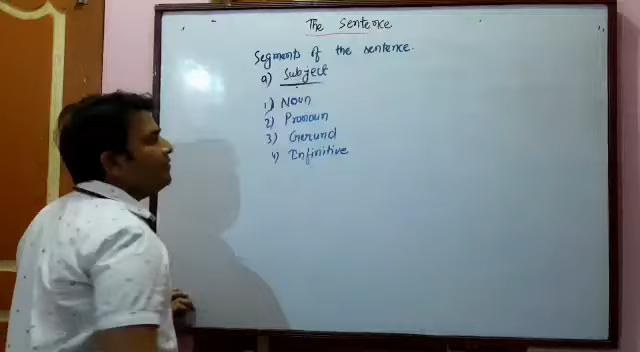 The Sentence
Segments of the sentence.
a) Subject
1) Noun
2) Pronoun
3) Gerund
4) Infinitive